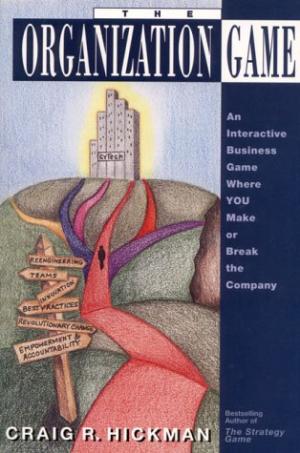 THE
ORGANIZATION GAME
An
Interactive
Business
Game
Where
YOU
Make
or
Break
the
Company
CYTECH
REENGINEERING
TEAMS
INNOVATION
BEST PRACTICES
REVOLUTIONARY CHANGE
EMPOWERMENT &
ACCOUNTABILITY
CRAIG R. HICKMAN
Bestselling
Author of
The Strategy
Game